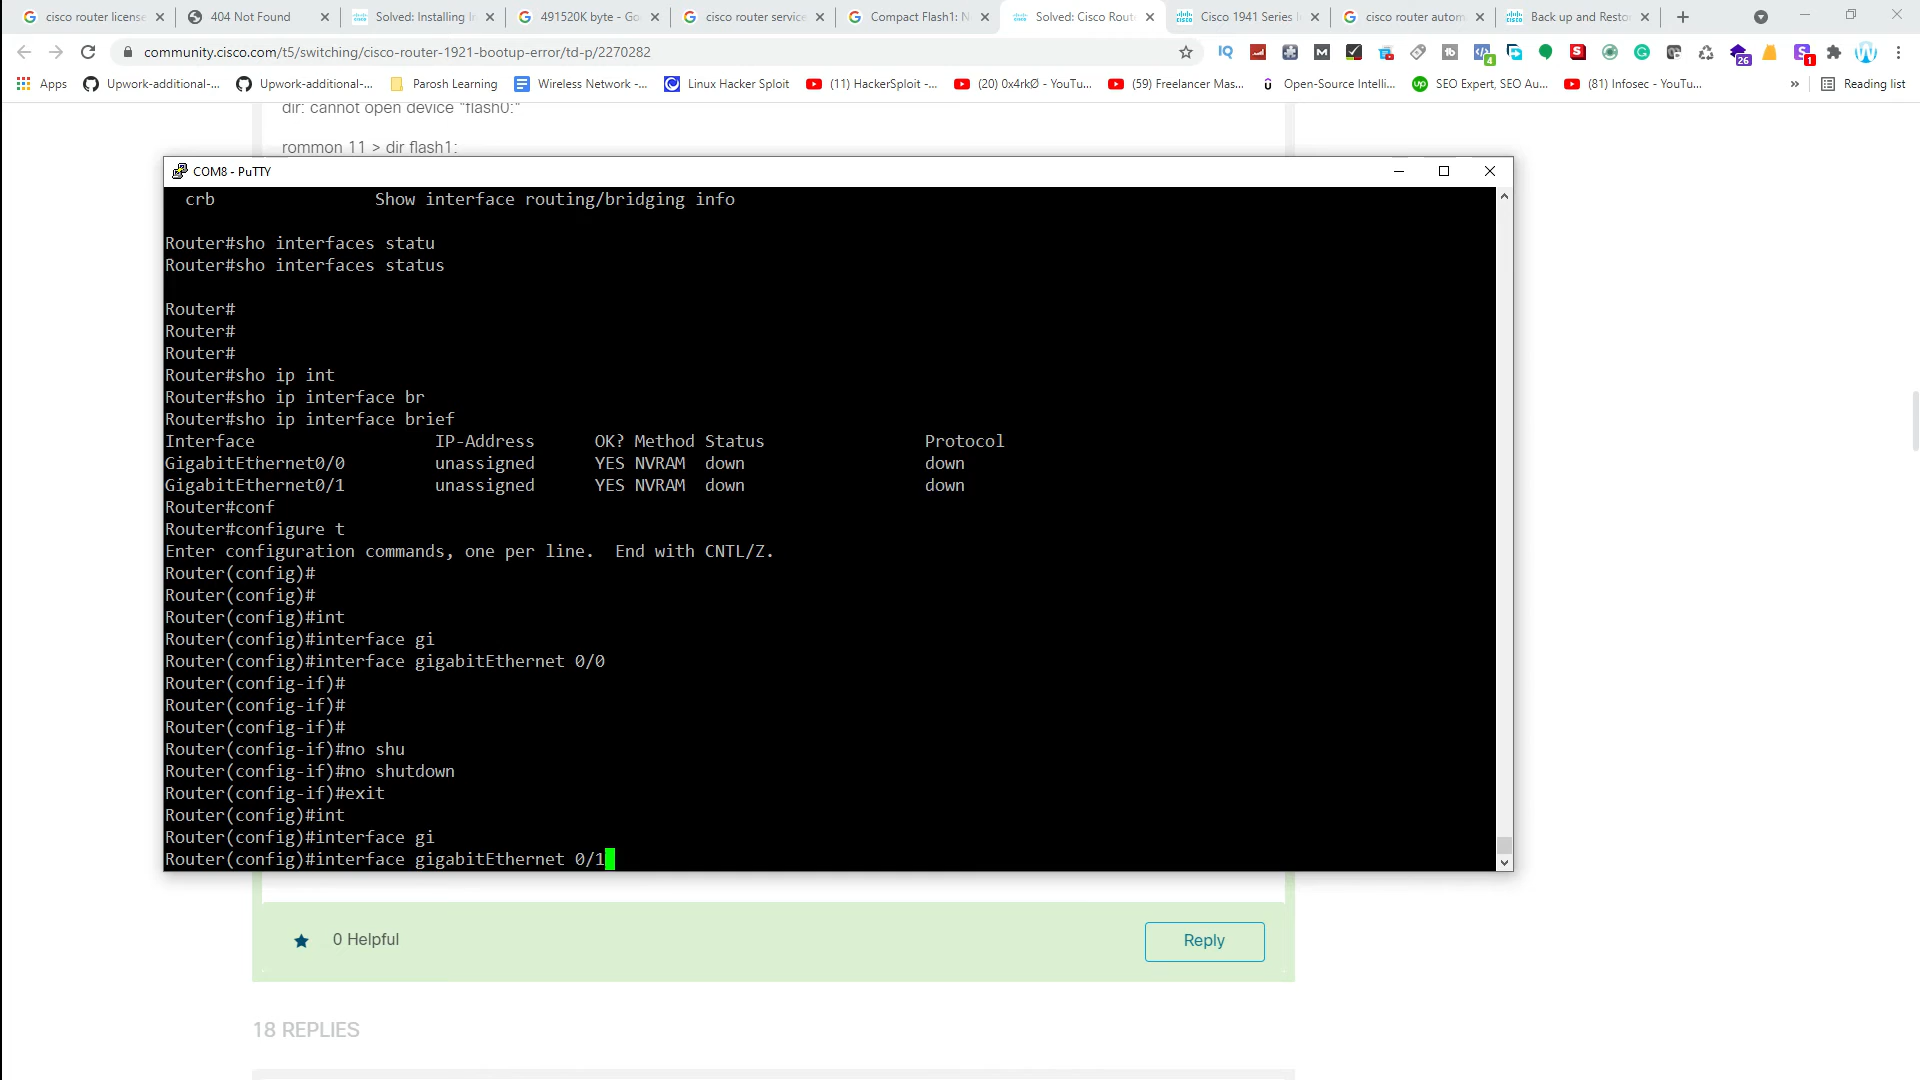 cisco router license
404 Not Found
Solved: Installing I
491520K byte - Go
cisco router service
Compact Flash1: N
Solved: Cisco Rout
Cisco 1941 Series I
cisco router autom
Back up and Resto
community.cisco.com/t5/switching/cisco-router-1921-bootup-error/td-p/2270282
IQ
4
26
1
Apps
Upwork-additional-...
Upwork-additional-...
Parosh Learning
Wireless Network -...
Linux Hacker Sploit
(11) HackerSploit -...
(20) 0x4rkØ - YouTu...
(59) Freelancer Mas...
Open-Source Intelli...
SEO Expert, SEO Au...
(81) Infosec - YouTu...
»
Reading list
dir: cannot open device "flash0:"
rommon 11 > dir flash1:
COM8 - PuTTY
crb Show interface routing/bridging info
Router#sho interfaces statu
Router#sho interfaces status
Router#
Router#
Router#
Router#sho ip int
Router#sho ip interface br
Router#sho ip interface brief
Interface IP-Address OK? Method Status Protocol
GigabitEthernet0/0 unassigned YES NVRAM down down
GigabitEthernet0/1 unassigned YES NVRAM down down
Router#conf
Router#configure t
Enter configuration commands, one per line. End with CNTL/Z.
Router(config)#
Router(config)#
Router(config)#int
Router(config)#interface gi
Router(config)#interface gigabitEthernet 0/0
Router(config-if)#
Router(config-if)#
Router(config-if)#
Router(config-if)#no shu
Router(config-if)#no shutdown
Router(config-if)#exit
Router(config)#int
Router(config)#interface gi
Router(config)#interface gigabitEthernet 0/1
0 Helpful
Reply
18 REPLIES